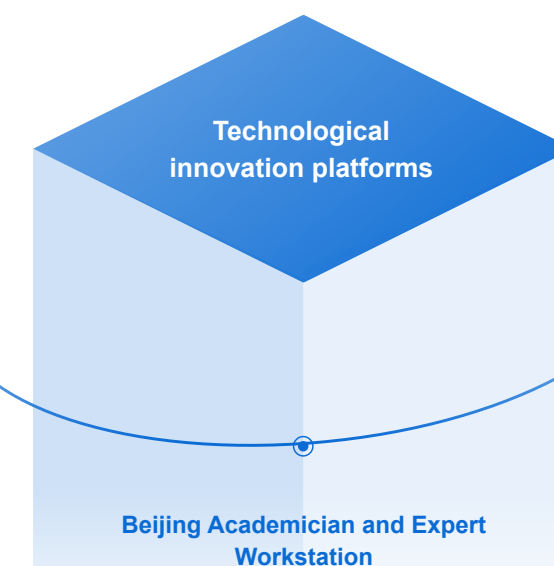 Technological
innovation platforms
Beijing Academician and Expert
Workstation